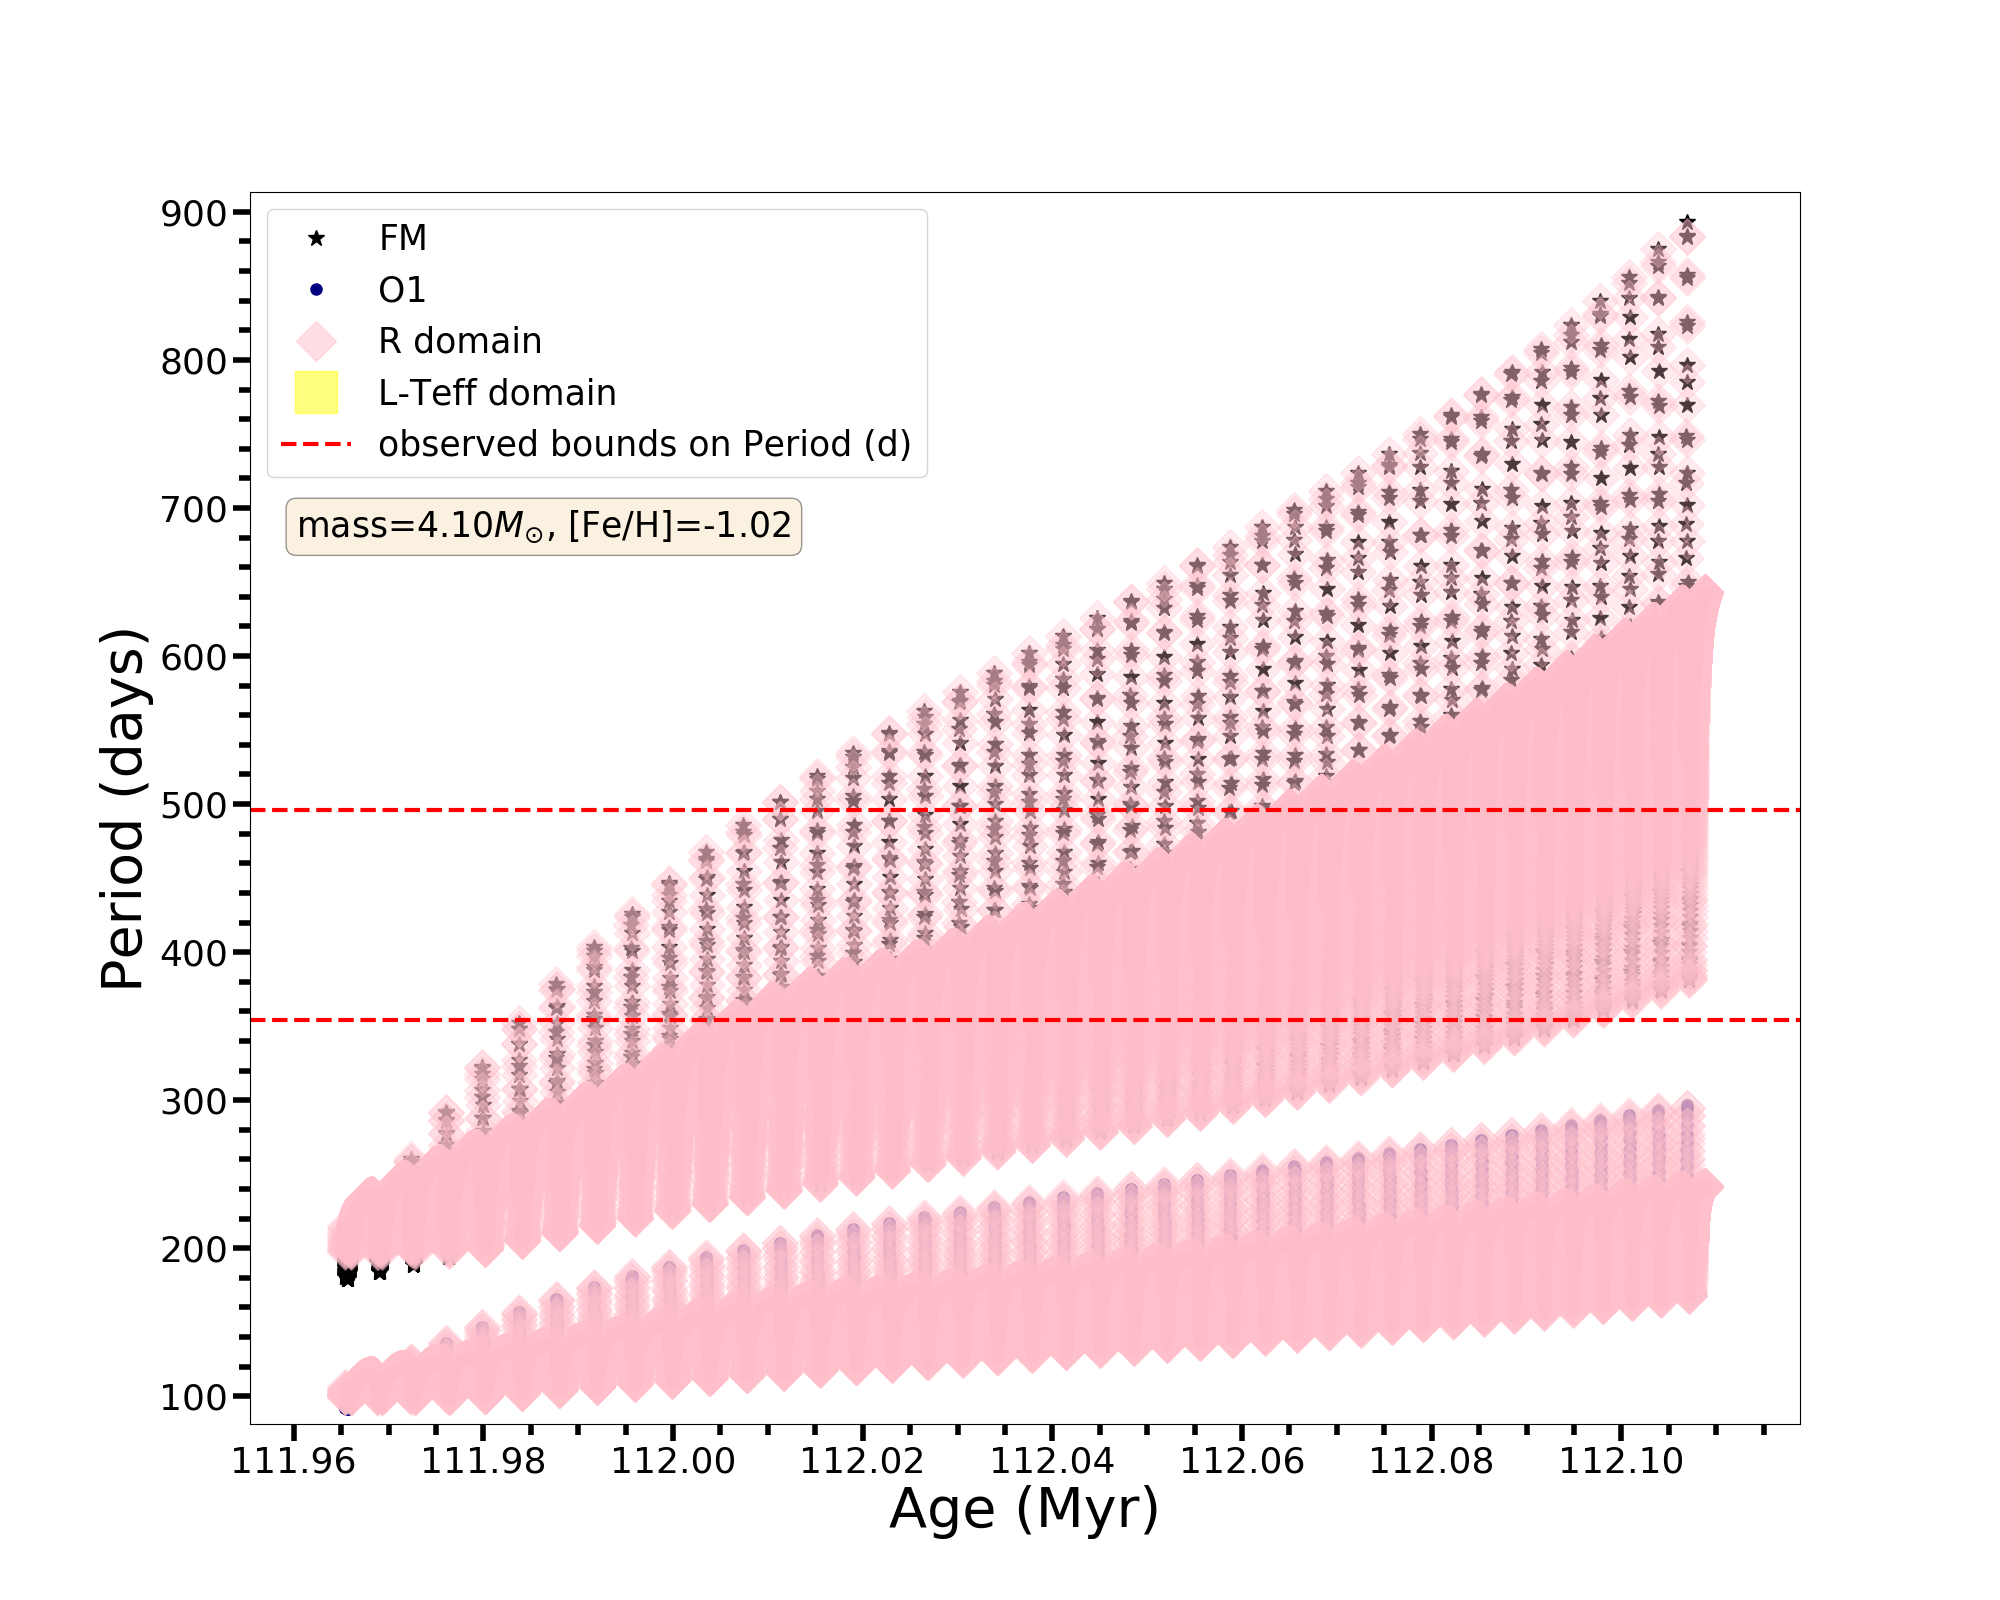 900
800
700
600
500
400
300
200
100
Period (days)
FM
O1
R domain
L-Teff domain
observed bounds on Period (d)
mass=4.10M⊙, [Fe/H]=-1.02
111.96 111.98 112.00 112.02 112.04 112.06 112.08 112.10
Age (Myr)